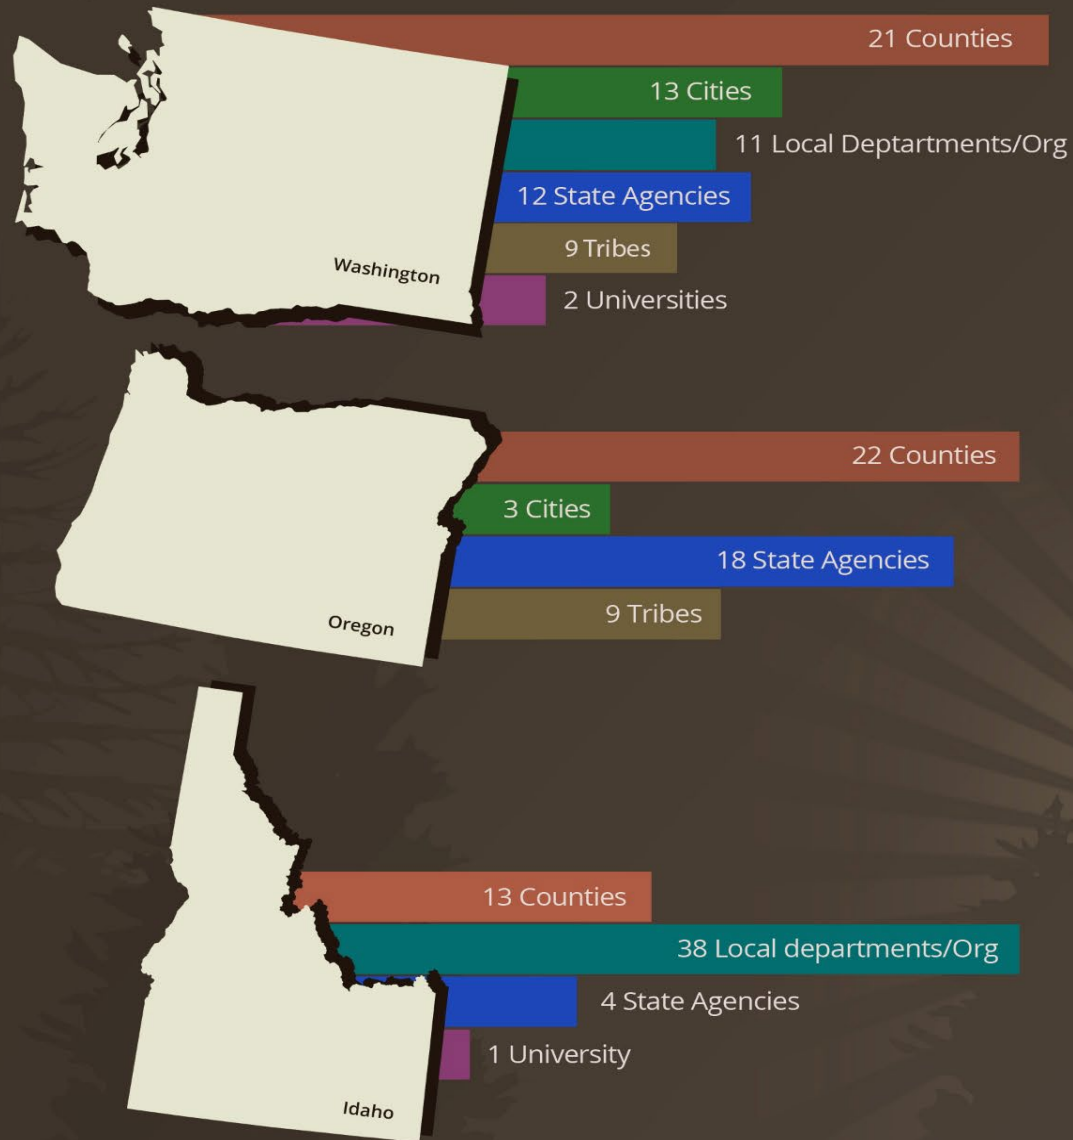 21 Counties
13 Cities
11 Local Deptartments/Org
12 State Agencies
9 Tribes
2 Universities
Washington
22 Counties
3 Cities
18 State Agencies
9 Tribes
Oregon
13 Counties
38 Local departments/Org
4 State Agencies
1 University
Idaho